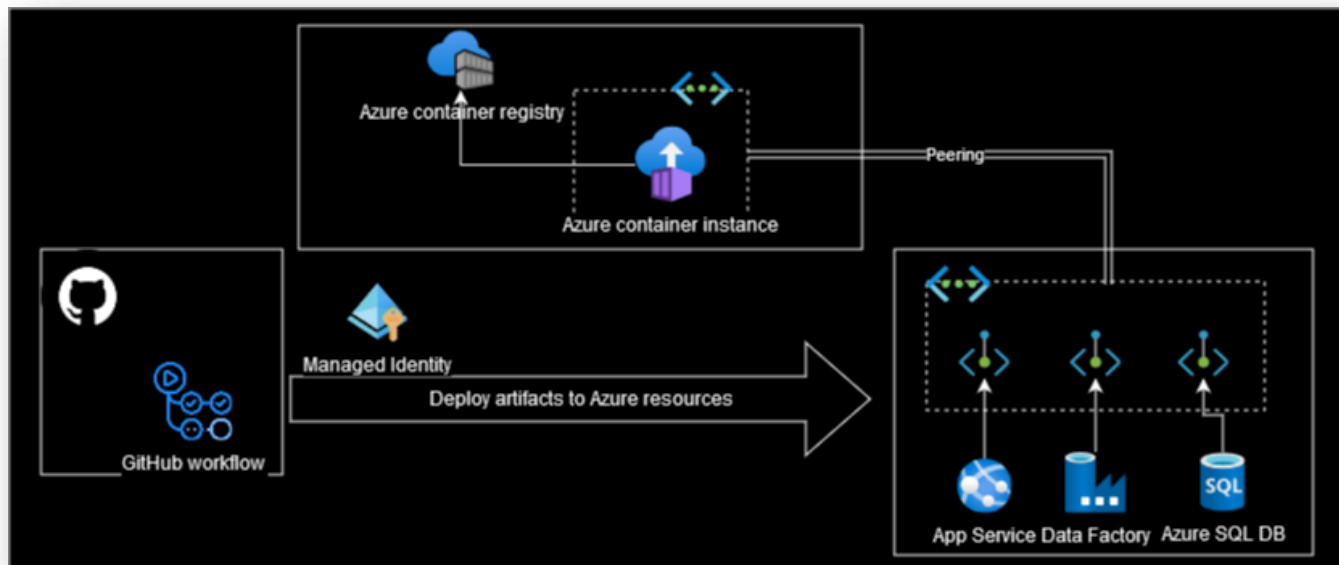 Azure container registry
Peering
Azure container instance
Managed Identity
Deploy artifacts to Azure resources
GitHub workflow
SQL
App Service
Data Factory
Azure SQL DB